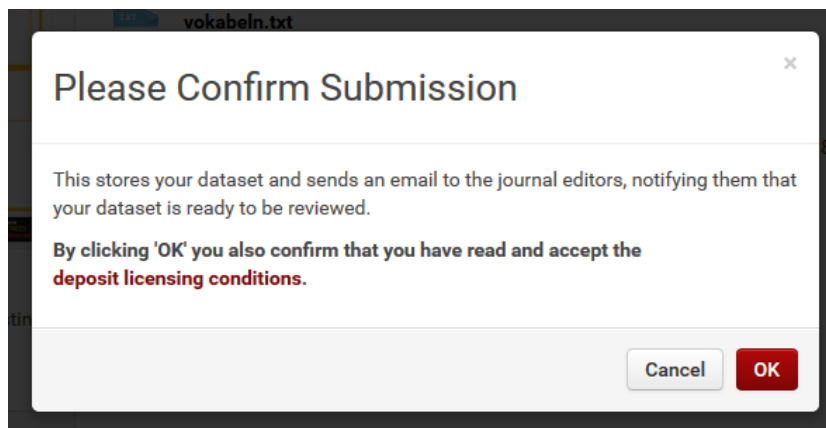 TXT
vokabeln.txt
Please Confirm Submission
×
This stores your dataset and sends an email to the journal editors, notifying them that
your dataset is ready to be reviewed.
By clicking 'OK' you also confirm that you have read and accept the
deposit licensing conditions.
Cancel
OK